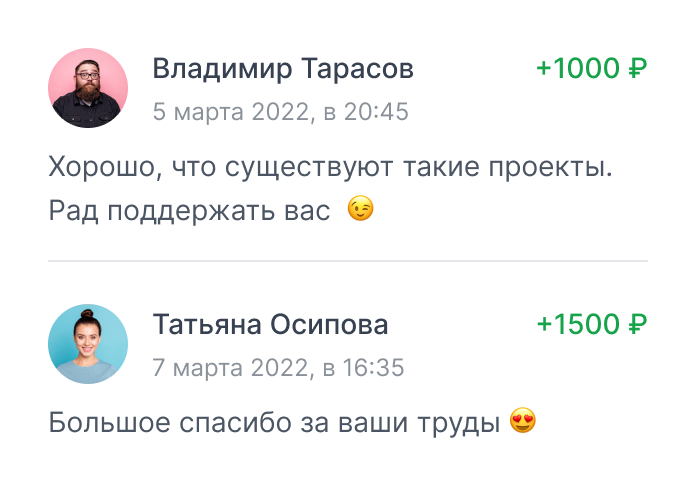 Владимир Тарасов +1000 ₽
5 марта 2022, в 20:45
Хорошо, что существуют такие проекты.
Рад поддержать вас 😉
Татьяна Осипова +1500 ₽
7 марта 2022, в 16:35
Большое спасибо за ваши труды 😍